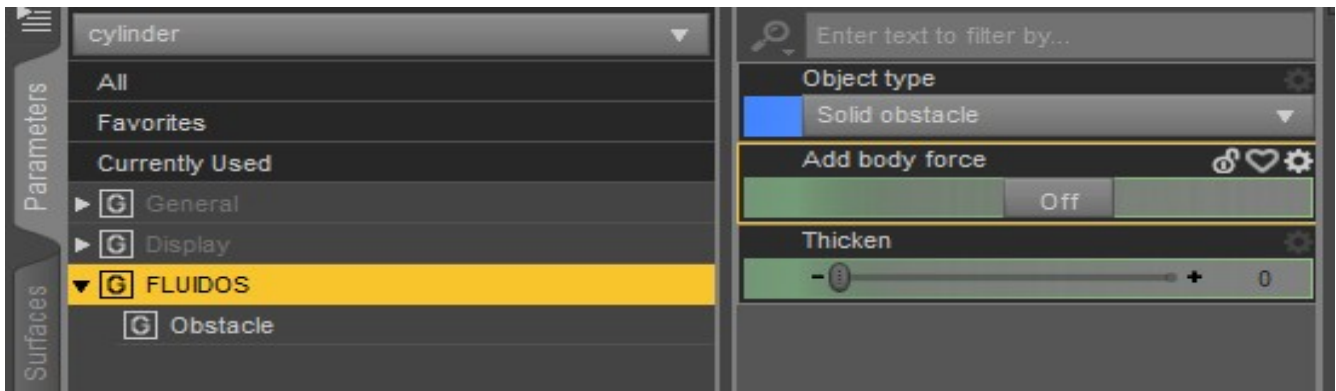 Parameters
Surfaces
cylinder
All
Favorites
Currently Used
G General
G Display
G FLUIDOS
G Obstacle
Enter text to filter by...
Object type
Solid obstacle
Add body force
Off
Thicken
- + 0